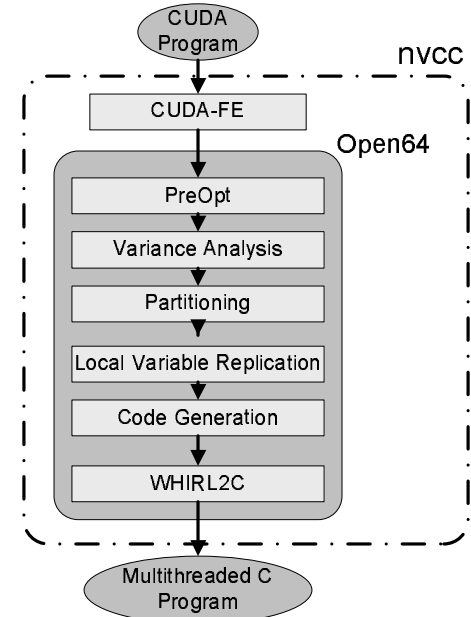 CUDA
Program
nvcc
CUDA-FE
Open64
PreOpt
Variance Analysis
Partitioning
Local Variable Replication
Code Generation
WHIRL2C
Multithreaded C
Program